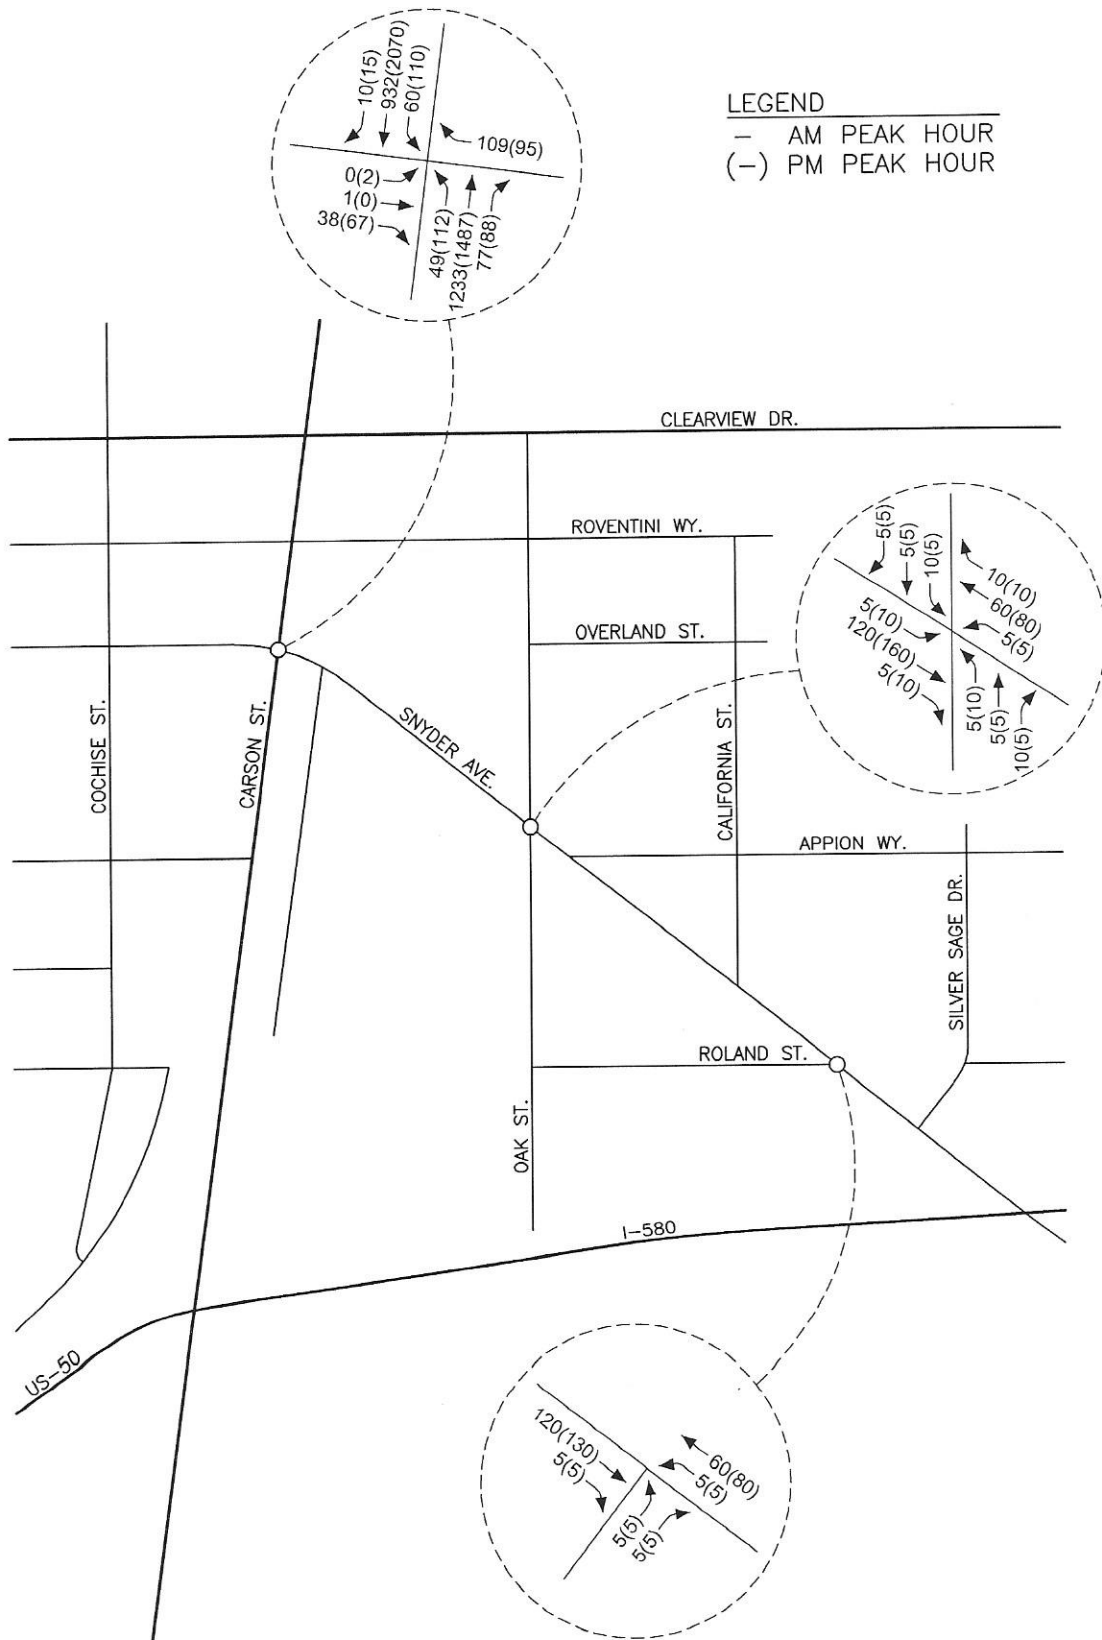 10(15)
932(2070)
60(110)
109(95)
0(2)
1(0)
38(67)
49(112)
1233(1487)
77(88)
LEGEND
– AM PEAK HOUR
(–) PM PEAK HOUR
CLEARVIEW DR.
ROVENTINI WY.
OVERLAND ST.
COCHISE ST.
CARSON ST.
SNYDER AVE.
CALIFORNIA ST.
5(5)
5(5)
10(5)
10(10)
60(80)
5(5)
5(10)
120(160)
5(10)
5(10)
5(5)
10(5)
APPION WY.
SILVER SAGE DR.
ROLAND ST.
OAK ST.
I-580
US-50
120(130)
5(5)
60(80)
5(5)
5(5)
5(5)